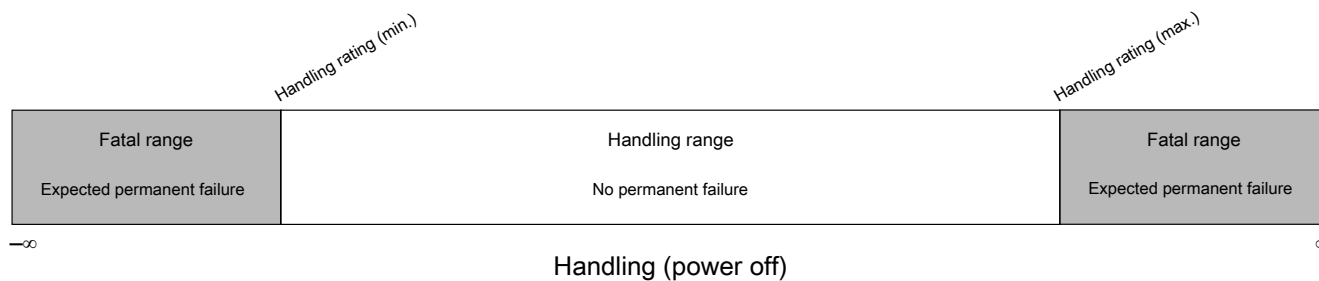 Handling rating (min.)
Handling rating (max.)
Fatal range
Handling range
Fatal range
Expected permanent failure
No permanent failure
Expected permanent failure
–∞
Handling (power off)